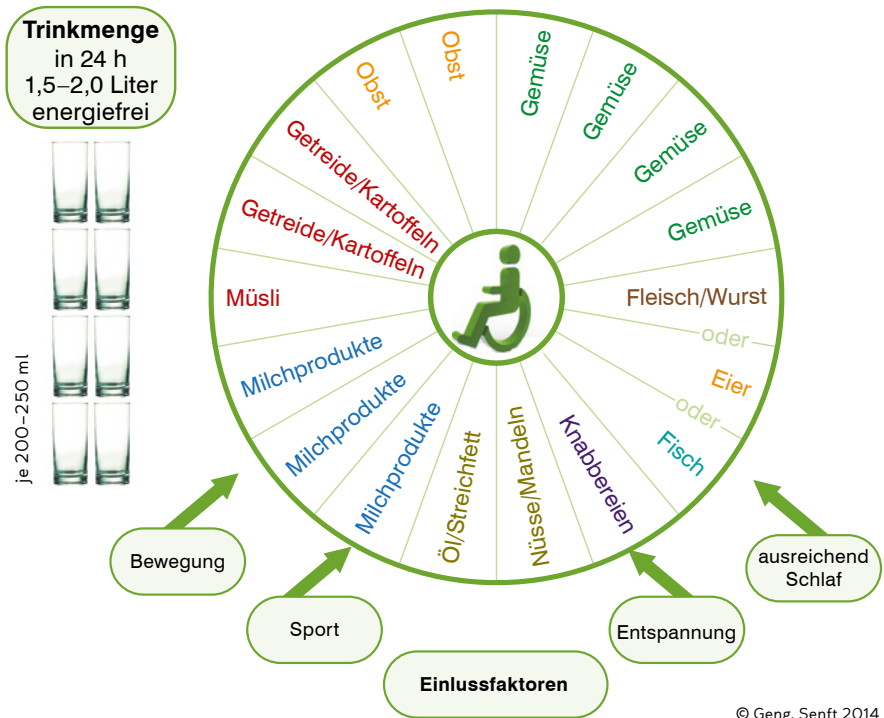 Trinkmenge
in 24 h
1,5–2,0 Liter
energiefrei
je 200–250 ml
Obst
Obst
Gemüse
Gemüse
Gemüse
Gemüse
Fleisch/Wurst
oder
Eier
oder
Fisch
Knabbereien
Nüsse/Mandeln
Öl/Streichfett
Milchprodukte
Milchprodukte
Milchprodukte
Müsli
Getreide/Kartoffeln
Getreide/Kartoffeln
Bewegung
Sport
Entspannung
ausreichend
Schlaf
Einlussfaktoren
© Geng, Senft 2014